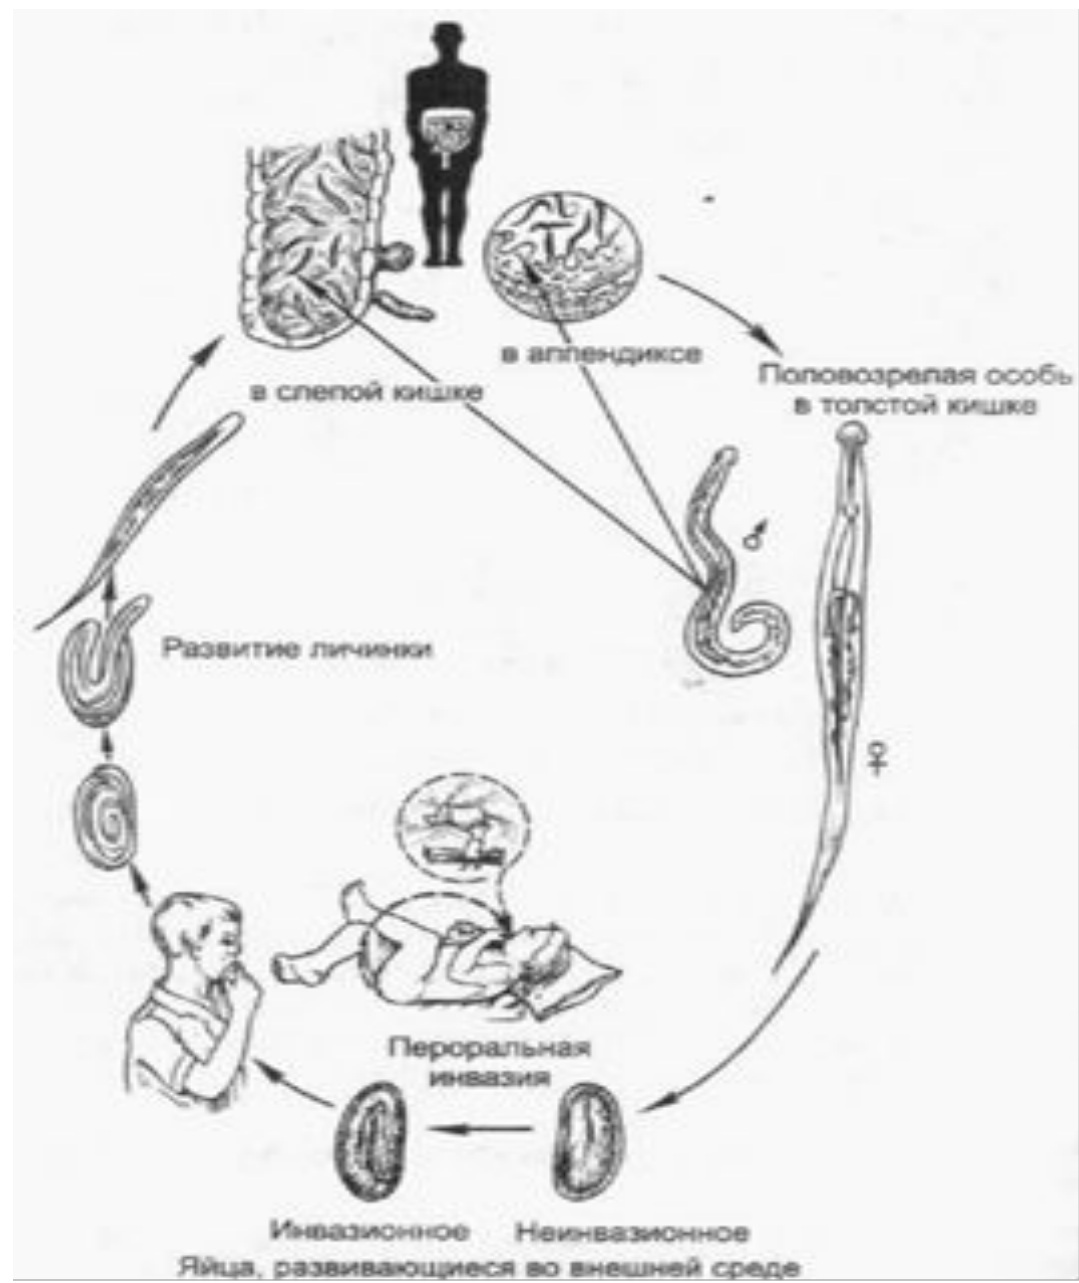 в аппендиксе
в слепой кишке
Половозрелая особь
в толстой кишке
♂
Развитие личинки
♀
Пероральная
инвазия
Инвазионное Неинвазионное
Яйца, развивающиеся во внешней среде